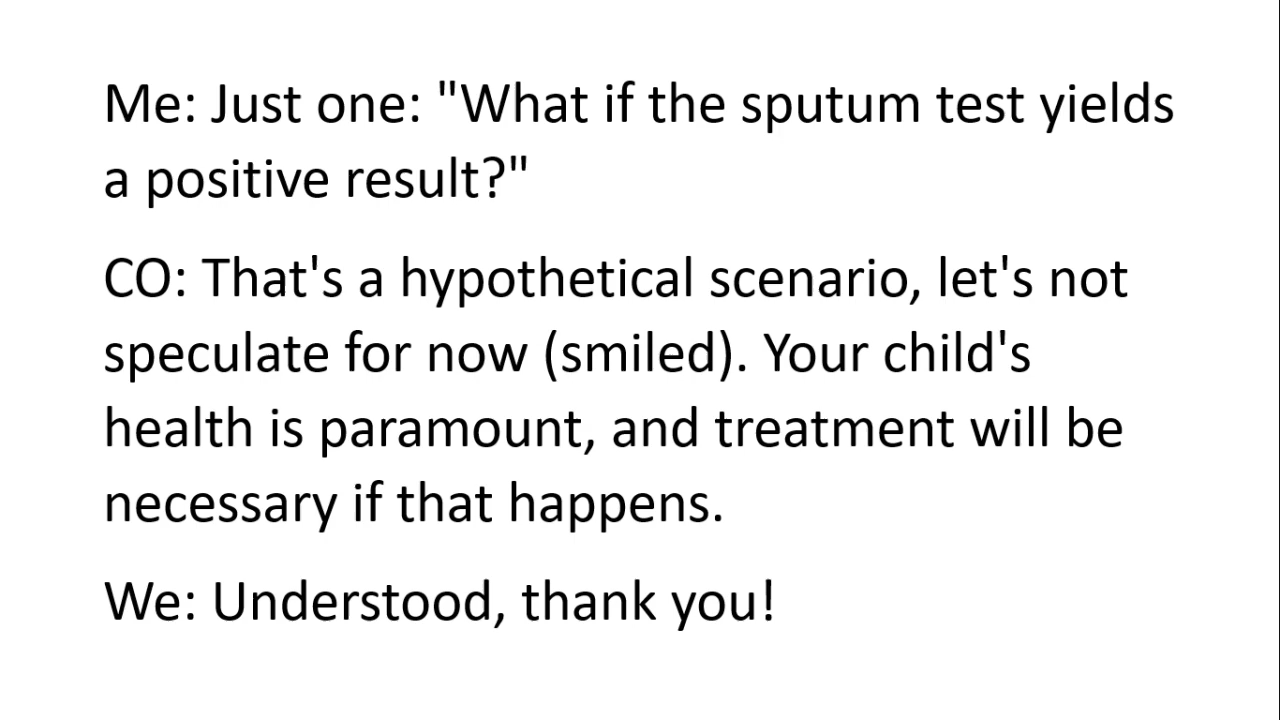 Me: Just one: "What if the sputum test yields
a positive result?"
CO: That's a hypothetical scenario, let's not
speculate for now (smiled). Your child's
health is paramount, and treatment will be
necessary if that happens.
We: Understood, thank you!